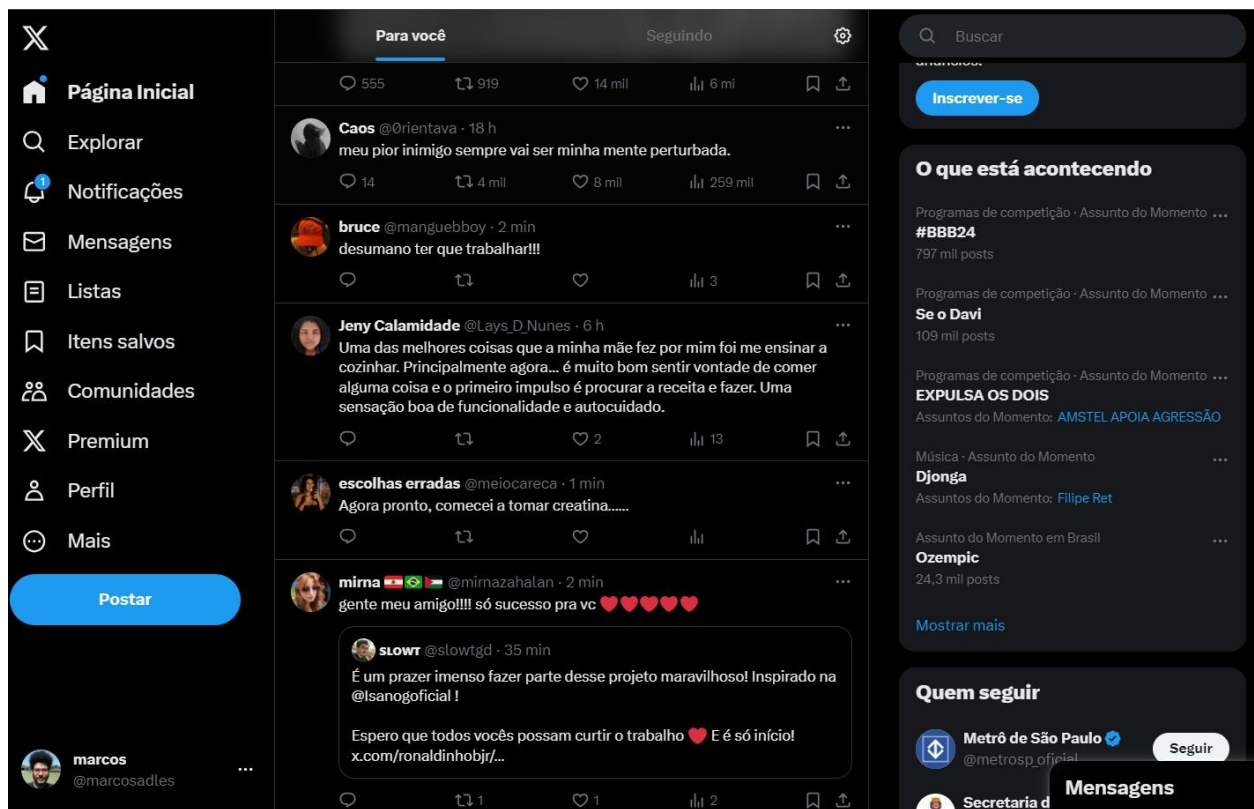 Para você
Seguindo
Buscar
Página Inicial
Explorar
Notificações
1
Mensagens
Listas
Itens salvos
Comunidades
Premium
Perfil
Mais
Postar
marcos
@marcosadles
555 919 14 mil 6 mi
Caos @0rientava · 18 h
meu pior inimigo sempre vai ser minha mente perturbada.
14 4 mil 8 mil 259 mil
bruce @manguebboy · 2 min
desumano ter que trabalhar!!!
3
Jeny Calamidade @Lays_D_Nunes · 6 h
Uma das melhores coisas que a minha mãe fez por mim foi me ensinar a
cozinhar. Principalmente agora... é muito bom sentir vontade de comer
alguma coisa e o primeiro impulso é procurar a receita e fazer. Uma
sensação boa de funcionalidade e autocuidado.
2 13
escolhas erradas @meiocareca · 1 min
Agora pronto, comecei a tomar creatina......
mirna 🇱🇧🇧🇷🇵🇸 @mirnazahalan · 2 min
gente meu amigo!!!! só sucesso pra vc ❤️❤️❤️❤️❤️
sʟowт @slowtgd · 35 min
É um prazer imenso fazer parte desse projeto maravilhoso! Inspirado na
@Isanogoficial !
Espero que todos vocês possam curtir o trabalho ❤️ E é só início!
x.com/ronaldinhobjr/...
1 1 2
anúncios.
Inscrever-se
O que está acontecendo
Programas de competição · Assunto do Momento
#BBB24
797 mil posts
Programas de competição · Assunto do Momento
Se o Davi
109 mil posts
Programas de competição · Assunto do Momento
EXPULSA OS DOIS
Assuntos do Momento: AMSTEL APOIA AGRESSÃO
Música · Assunto do Momento
Djonga
Assuntos do Momento: Filipe Ret
Assunto do Momento em Brasil
Ozempic
24,3 mil posts
Mostrar mais
Quem seguir
Metrô de São Paulo
@metrosp_oficial
Seguir
Secretaria
Mensagens